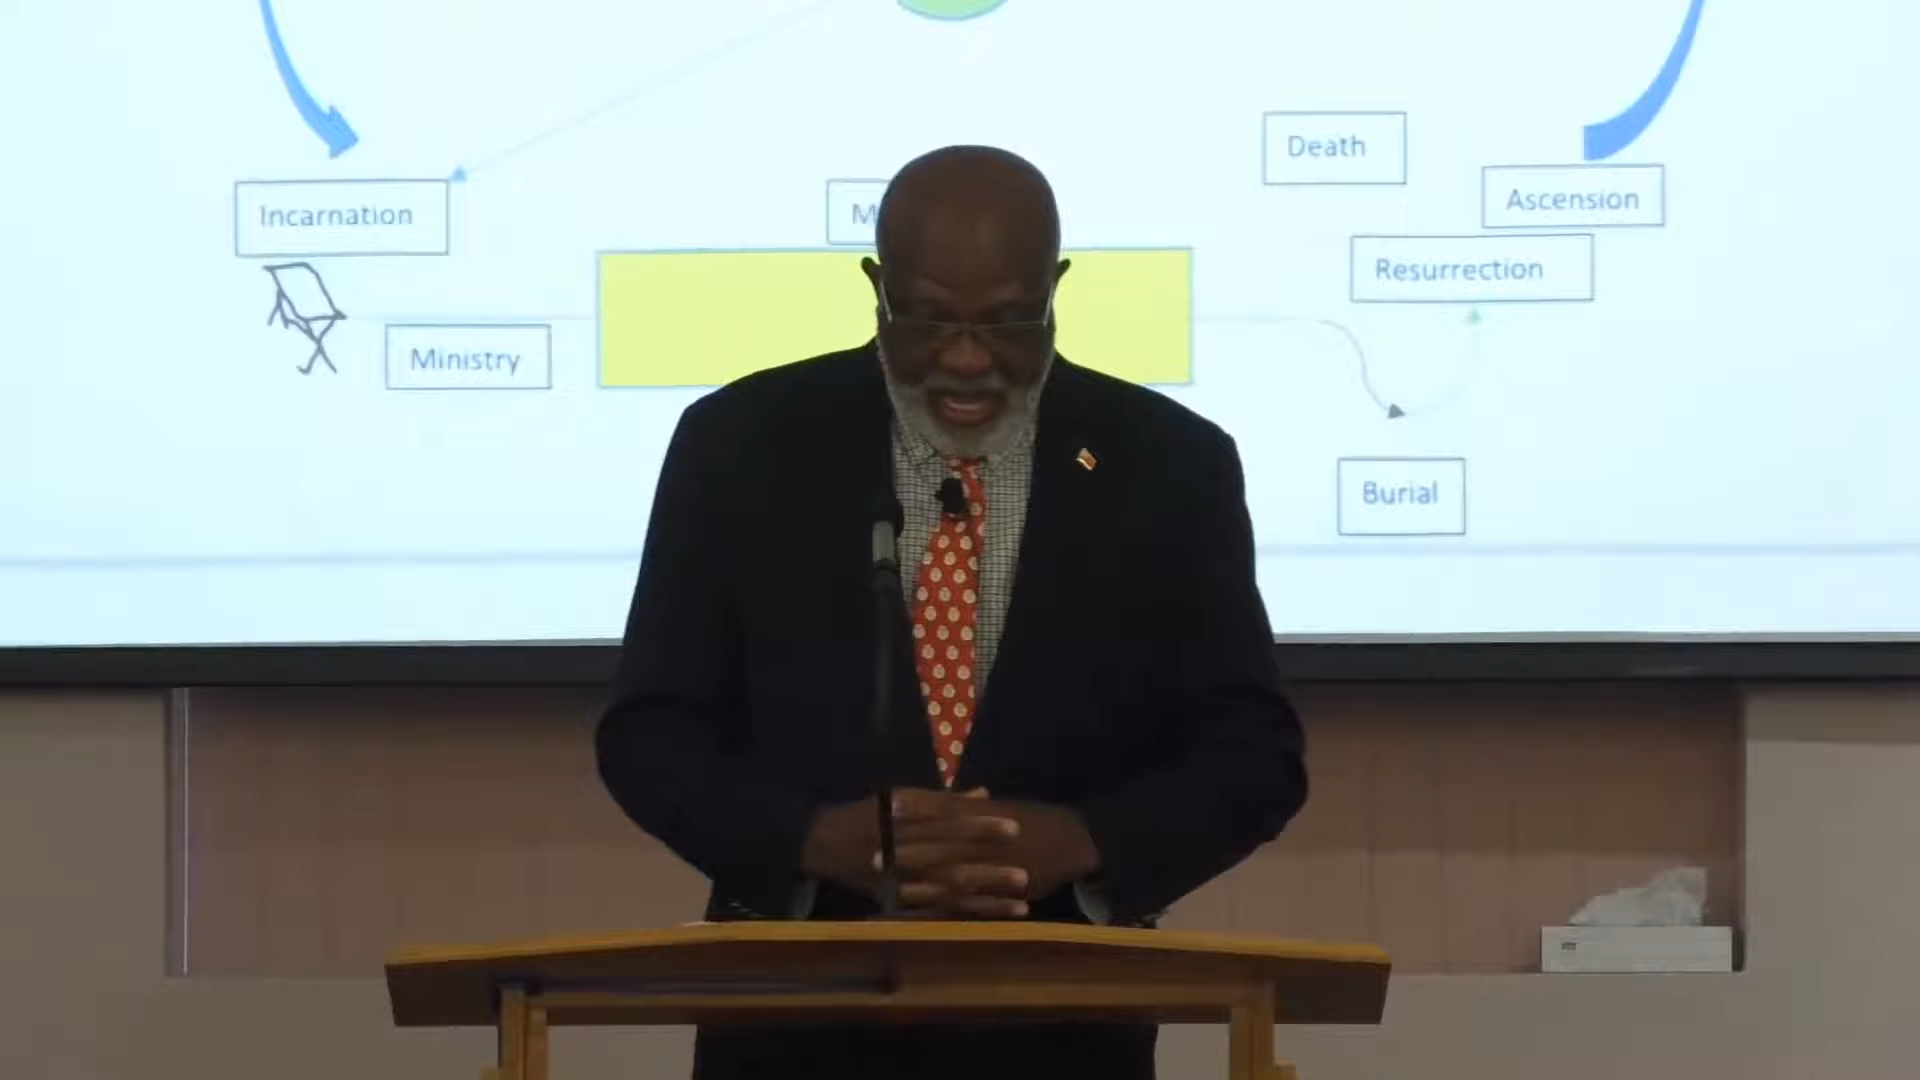 Death
Ascension
Incarnation
Resurrection
Ministry
Burial